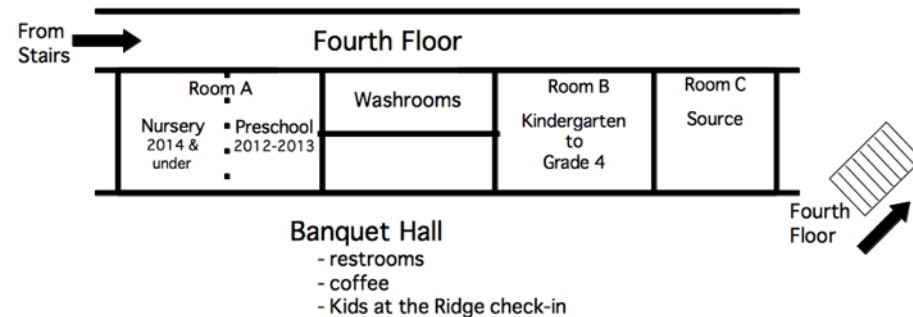 From
Stairs
Fourth Floor
Room A
Nursery
2014 &
under
Preschool
2012-2013
Washrooms
Room B
Kindergarten
to
Grade 4
Room C
Source
Fourth
Floor
Banquet Hall
- restrooms
- coffee
- Kids at the Ridge check-in